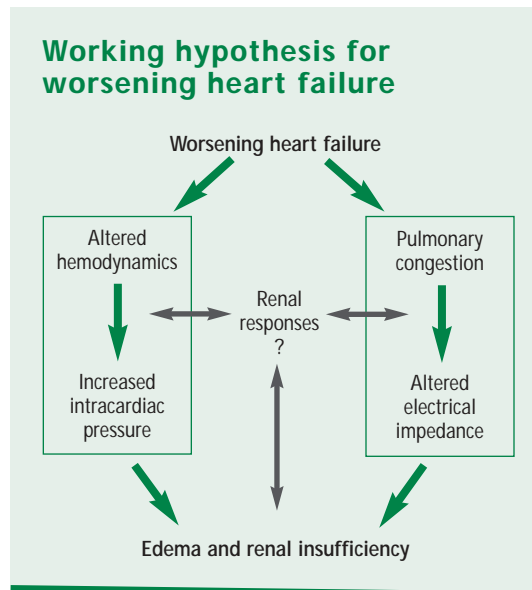 Working hypothesis for
worsening heart failure
Worsening heart failure
Altered
hemodynamics
Increased
intracardiac
pressure
Renal
responses
?
Pulmonary
congestion
Altered
electrical
impedance
Edema and renal insufficiency